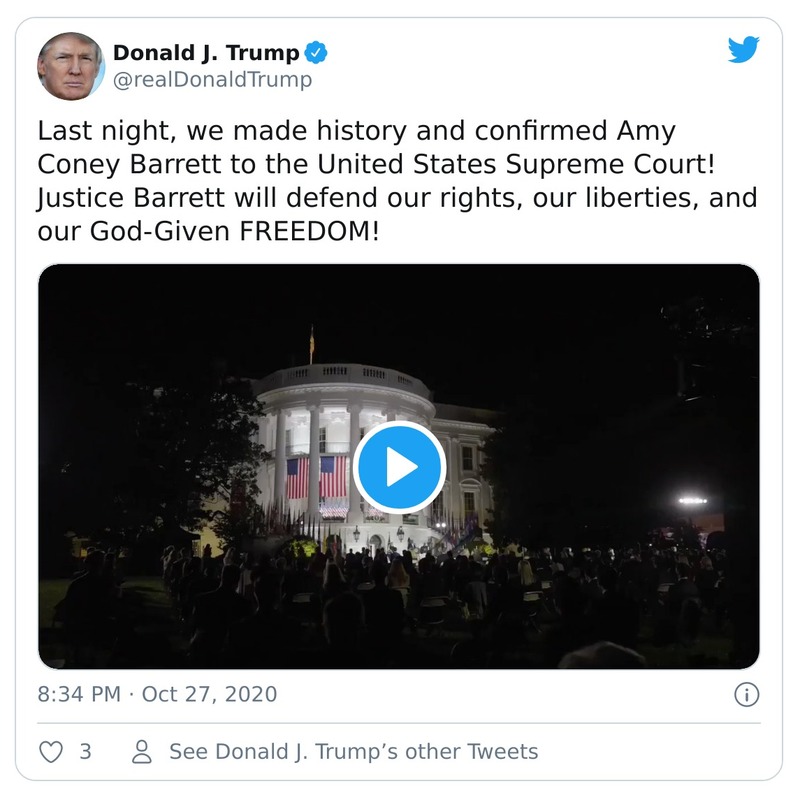 Donald J. Trump
@realDonaldTrump
Last night, we made history and confirmed Amy
Coney Barrett to the United States Supreme Court!
Justice Barrett will defend our rights, our liberties, and
our God-Given FREEDOM!
8:34 PM · Oct 27, 2020
3
See Donald J. Trump’s other Tweets